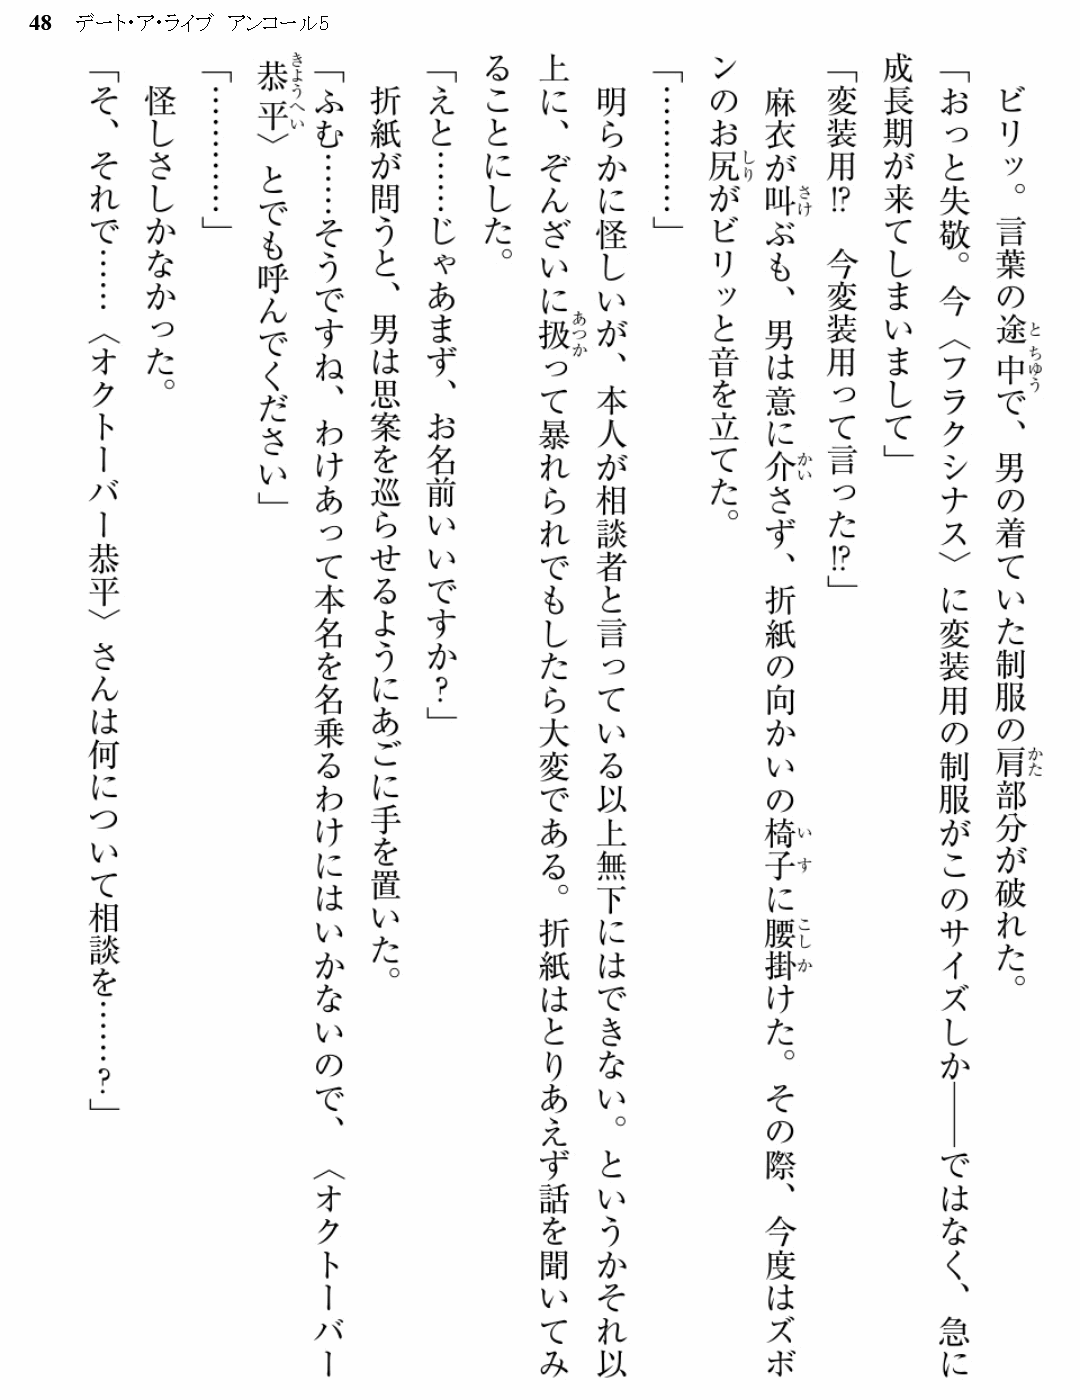 48 デート・ア・ライブ アンコール5
ビリッ。言葉の途中で、男の着ていた制服の肩部分が破れた。
「おっと失敬。今〈フラクシナス〉に変装用の制服がこのサイズしか――ではなく、急に
成長期が来てしまいまして」
「変装用!? 今変装用って言った!?」
麻衣が叫ぶも、男は意に介さず、折紙の向かいの椅子に腰掛けた。その際、今度はズボ
ンのお尻がビリッと音を立てた。
「…………」
明らかに怪しいが、本人が相談者と言っている以上無下にはできない。というかそれ以
上に、ぞんざいに扱って暴れられでもしたら大変である。折紙はとりあえず話を聞いてみ
ることにした。
「えと……じゃあまず、お名前いいですか？」
折紙が問うと、男は思案を巡らせるようにあごに手を置いた。
「ふむ……そうですね、わけあって本名を名乗るわけにはいかないので、〈オクトーバー
恭平〉とでも呼んでください」
「…………」
怪しさしかなかった。
「そ、それで……〈オクトーバー恭平〉さんは何について相談を……？」